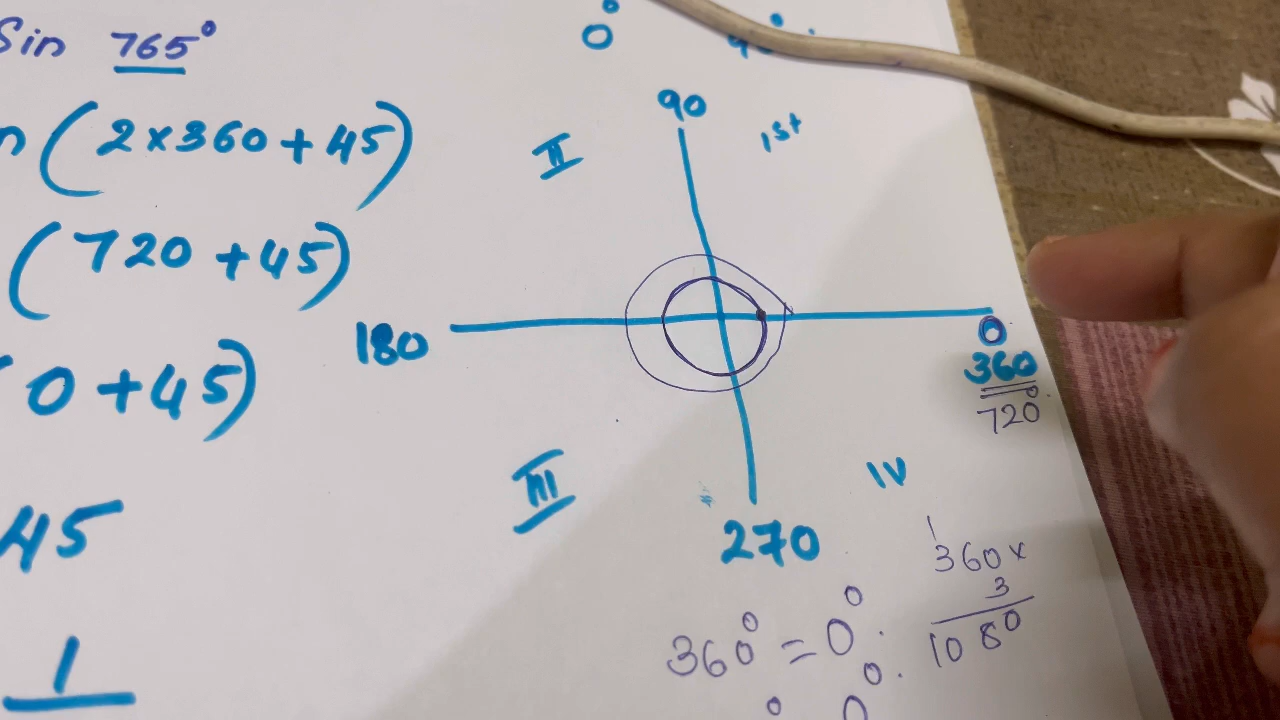 Sin 765°
(2×360+45)
(720+45)
0+45)
45
1
0°
90
1st
II
180
0
360
720°
III
IV
270
360×
3
1080
360° = 0°.